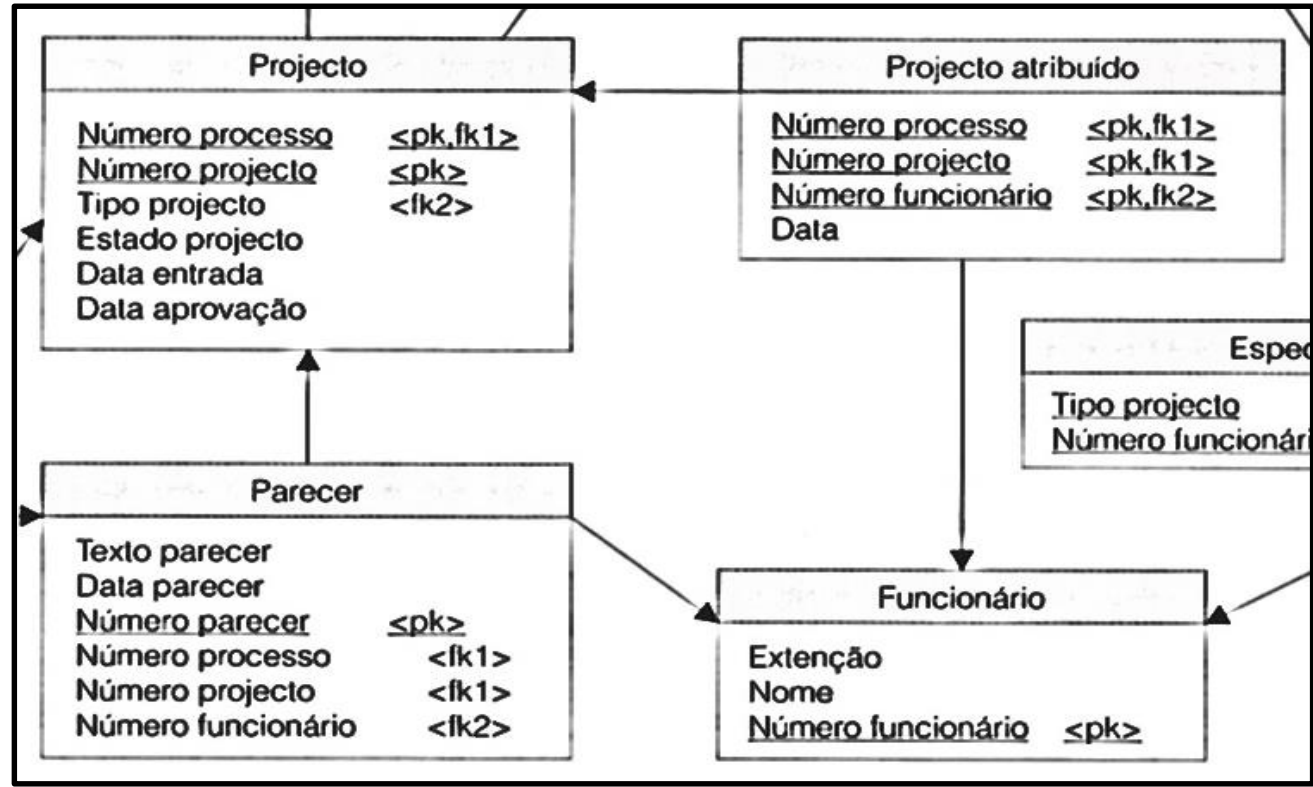 Projecto
Número processo <pk,fk1>
Número projecto <pk>
Tipo projecto <fk2>
Estado projecto
Data entrada
Data aprovação
Projecto atribuído
Número processo <pk,fk1>
Número projecto <pk,fk1>
Número funcionário <pk,fk2>
Data
Espec
Tipo projecto
Número funcionári
Parecer
Texto parecer
Data parecer
Número parecer <pk>
Número processo <fk1>
Número projecto <fk1>
Número funcionário <fk2>
Funcionário
Extenção
Nome
Número funcionário <pk>